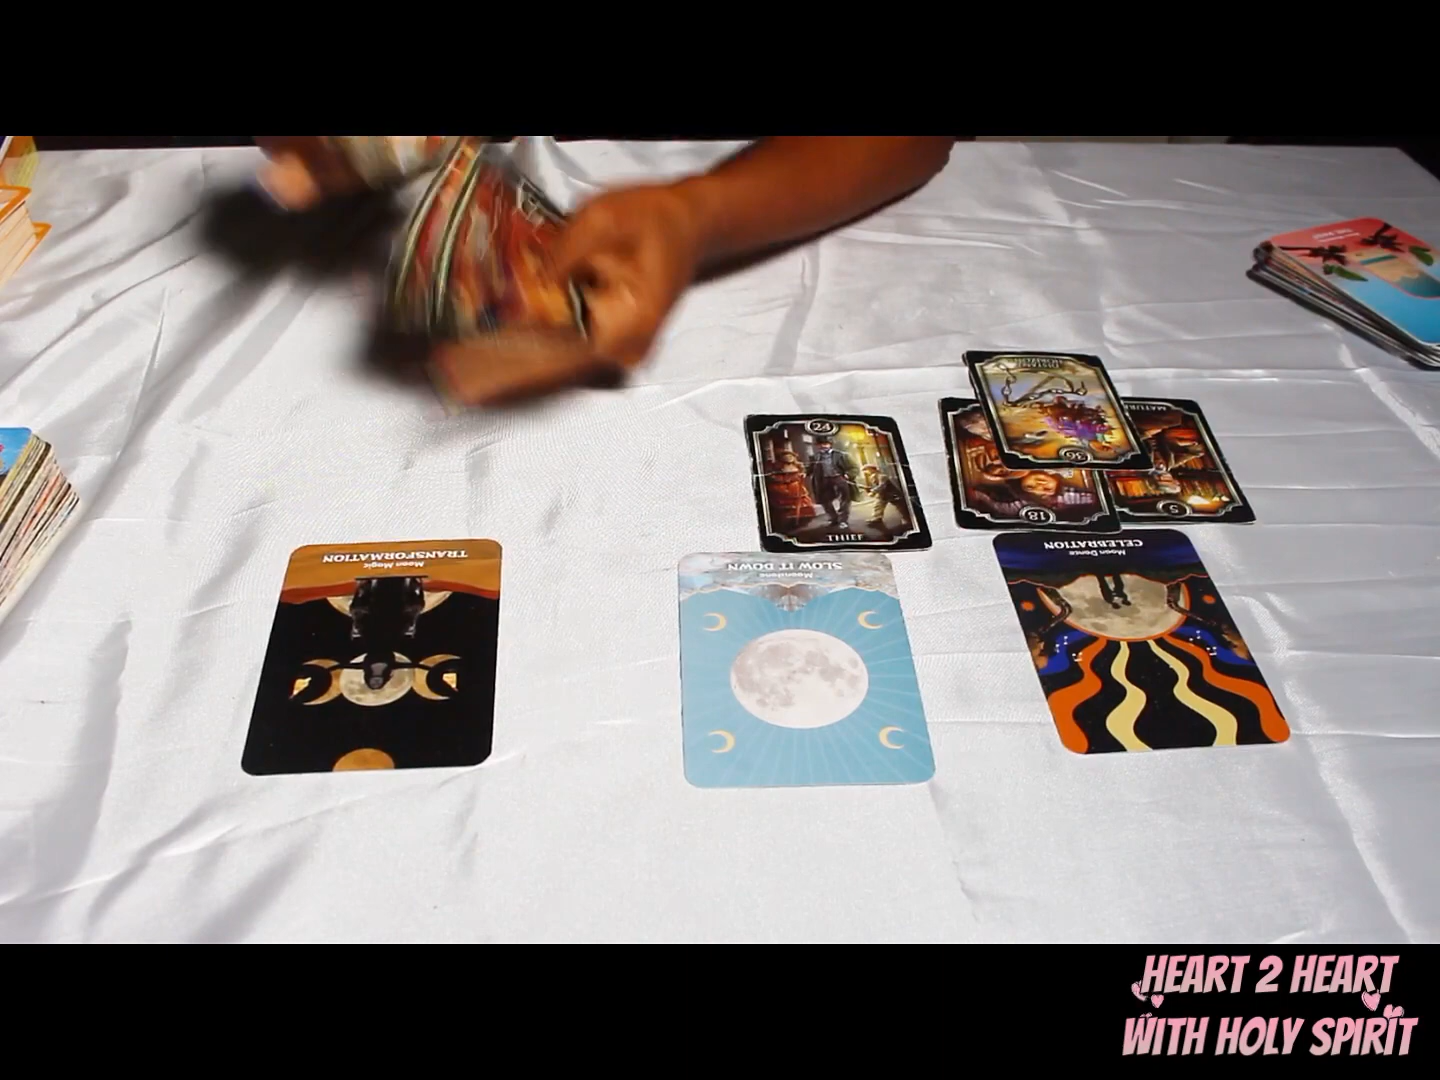 36
24
THIEF
18
5
Moon Magic
TRANSFORMATION
Moonstone
SLOW IT DOWN
Moon Dance
CELEBRATION
HEART 2 HEART
WITH HOLY SPIRIT